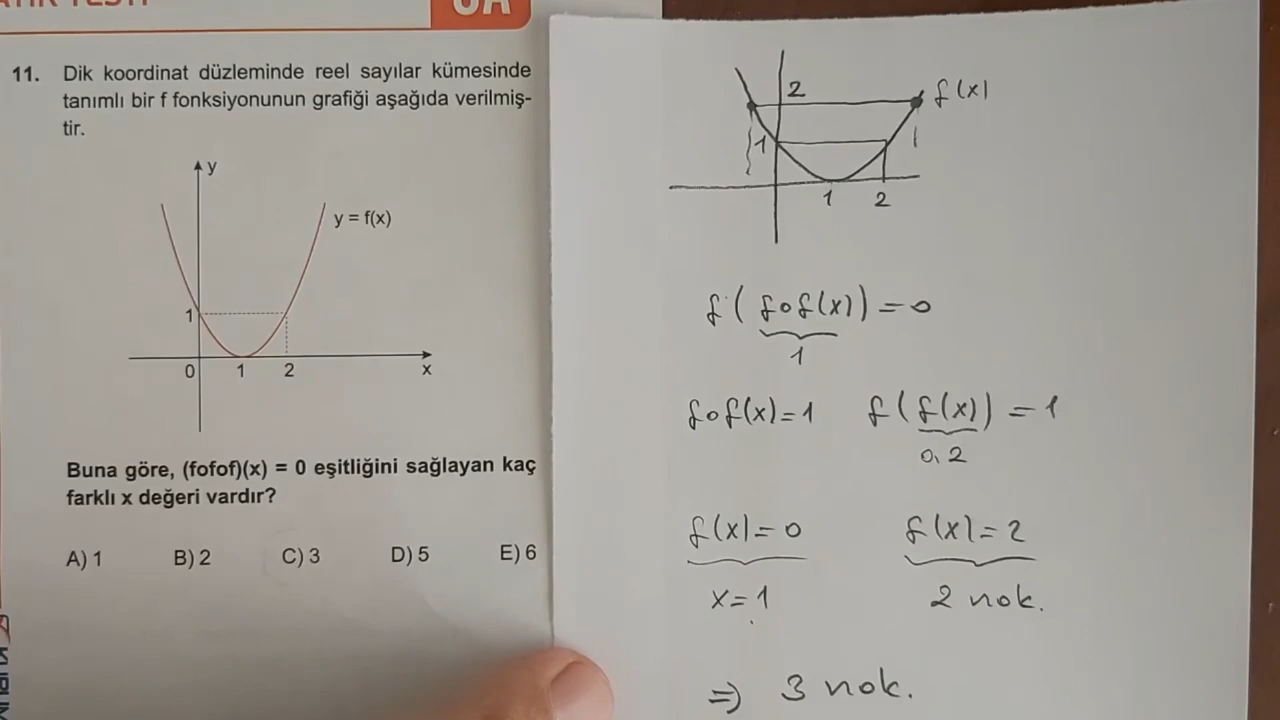 11. Dik koordinat düzleminde reel sayılar kümesinde
tanımlı bir f fonksiyonunun grafiği aşağıda verilmiş-
tir.
y
y = f(x)
1
0 1 2 x
Buna göre, (fofof)(x) = 0 eşitliğini sağlayan kaç
farklı x değeri vardır?
A) 1 B) 2 C) 3 D) 5 E) 6
2 f(x)
1
1 2
f(fof(x)) = 0
1
fof(x) = 1 f(f(x)) = 1
0, 2
f(x) = 0 f(x) = 2
x = 1 2 nok.
⇒ 3 nok.